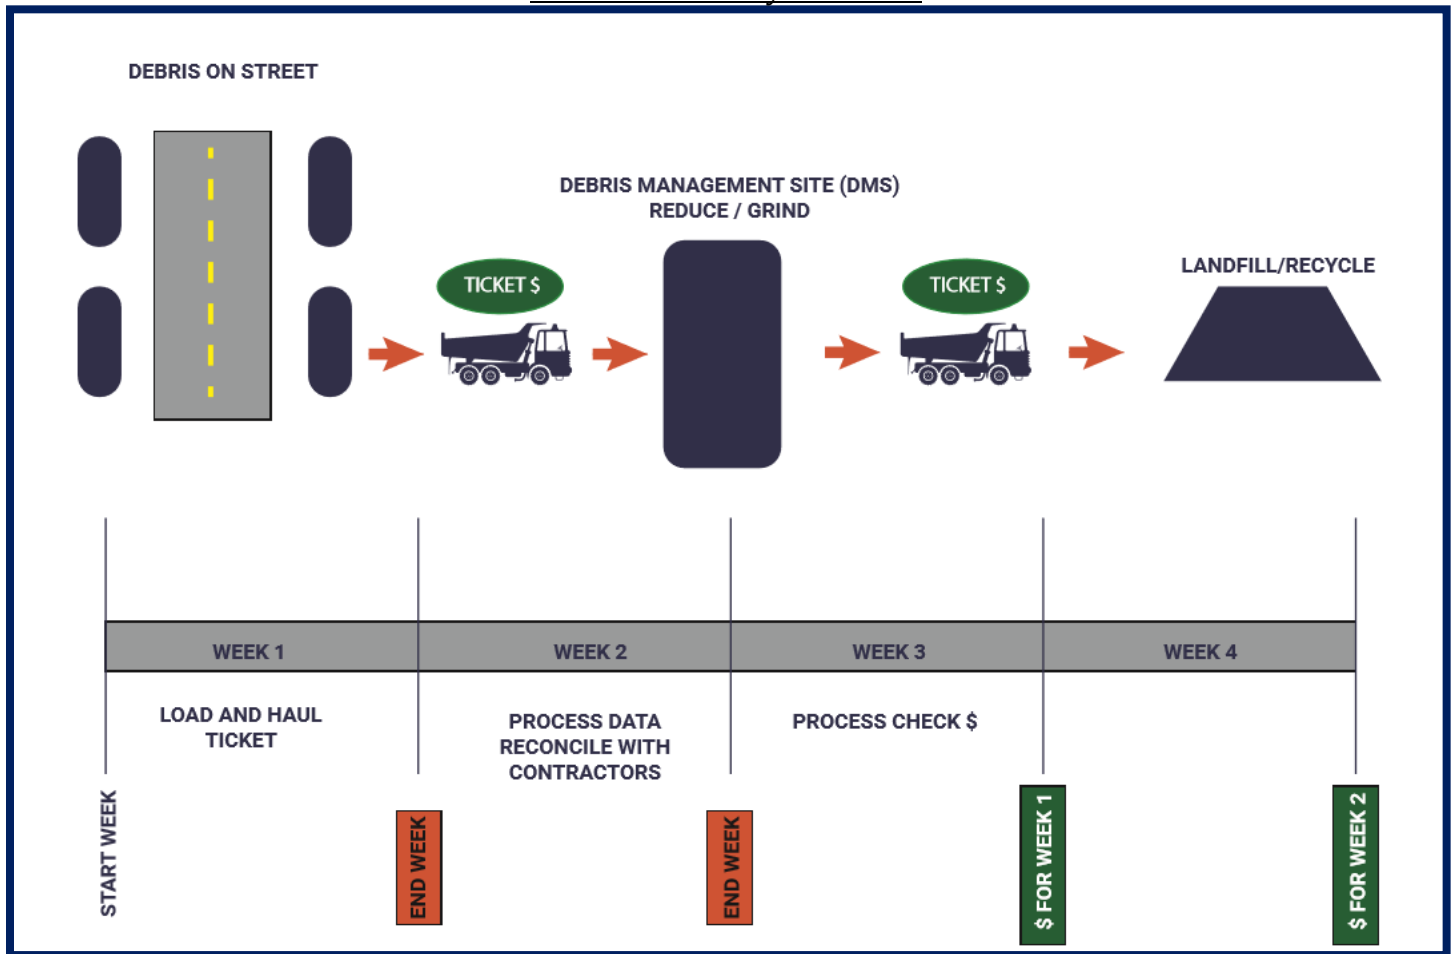 DEBRIS ON STREET
DEBRIS MANAGEMENT SITE (DMS)
REDUCE / GRIND
LANDFILL/RECYCLE
TICKET $
TICKET $
WEEK 1
WEEK 2
WEEK 3
WEEK 4
LOAD AND HAUL
TICKET
PROCESS DATA
RECONCILE WITH
CONTRACTORS
PROCESS CHECK $
START WEEK
END WEEK
END WEEK
$ FOR WEEK 1
$ FOR WEEK 2